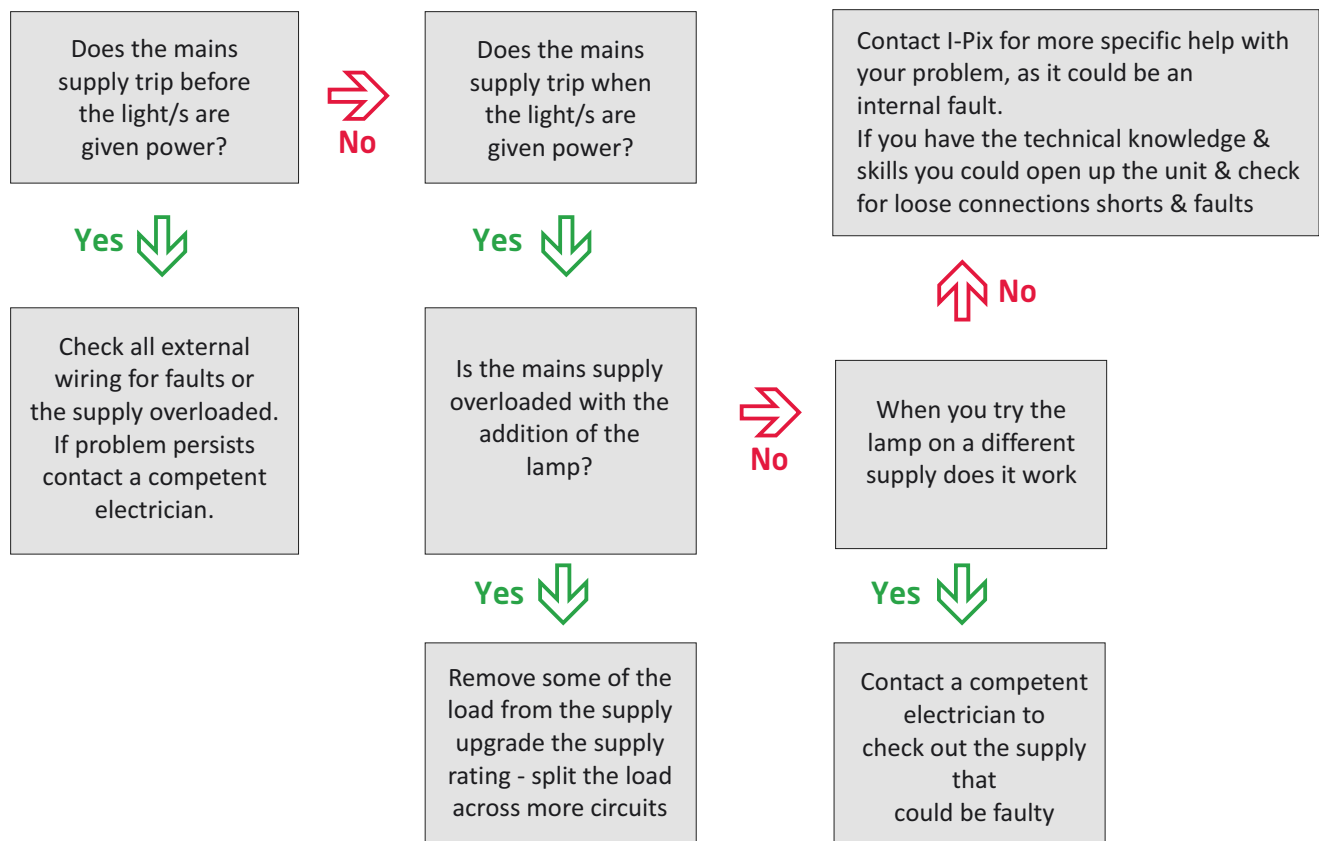 Does the mains
supply trip before
the light/s are
given power?
No
Does the mains
supply trip when
the light/s are
given power?
Contact I-Pix for more specific help with
your problem, as it could be an
internal fault.
If you have the technical knowledge &
skills you could open up the unit & check
for loose connections shorts & faults
Yes
Yes
No
Check all external
wiring for faults or
the supply overloaded.
If problem persists
contact a competent
electrician.
Is the mains supply
overloaded with the
addition of the
lamp?
No
When you try the
lamp on a different
supply does it work
Yes
Yes
Remove some of the
load from the supply
upgrade the supply
rating - split the load
across more circuits
Contact a competent
electrician to
check out the supply
that
could be faulty